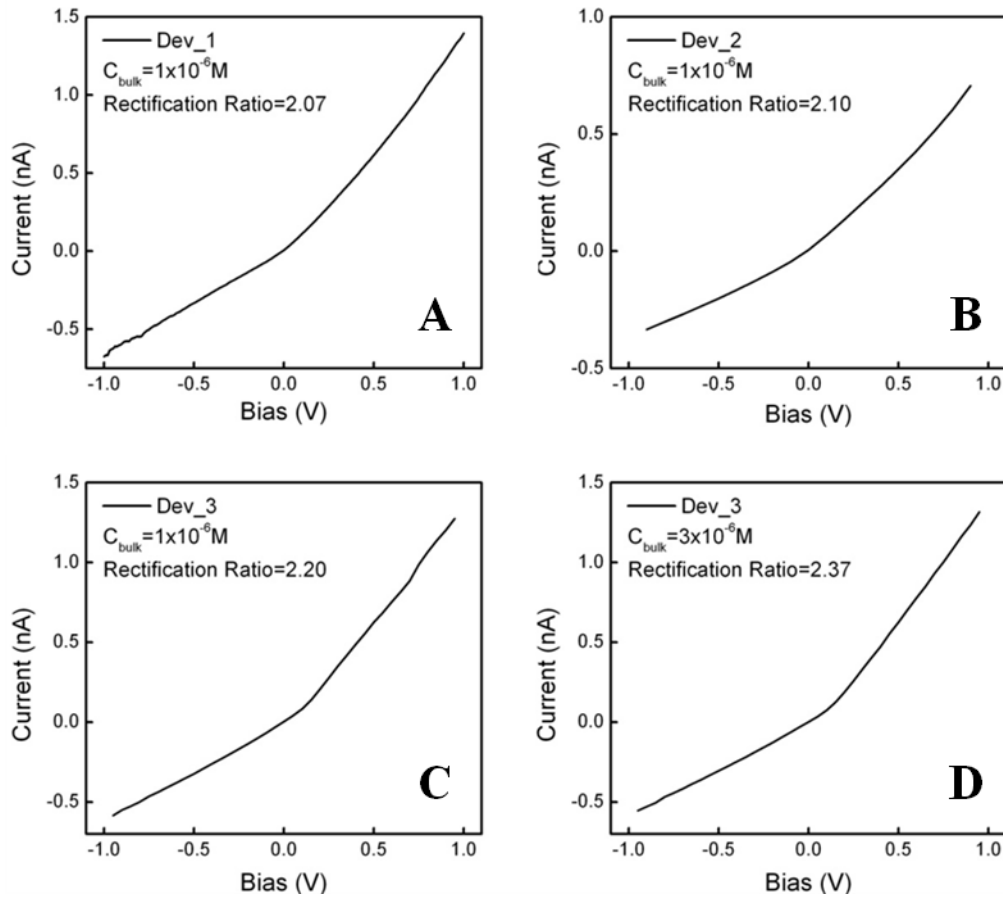 1.5
1.0
0.5
0.0
-0.5
Current (nA)
Dev_1
C_bulk=1x10^-6M
Rectification Ratio=2.07
A
-1.0 -0.5 0.0 0.5 1.0
Bias (V)
1.0
0.5
0.0
-0.5
Current (nA)
Dev_2
C_bulk=1x10^-6M
Rectification Ratio=2.10
B
-1.0 -0.5 0.0 0.5 1.0
Bias (V)
1.5
1.0
0.5
0.0
-0.5
Current (nA)
Dev_3
C_bulk=1x10^-6M
Rectification Ratio=2.20
C
-1.0 -0.5 0.0 0.5 1.0
Bias (V)
1.5
1.0
0.5
0.0
-0.5
Current (nA)
Dev_3
C_bulk=3x10^-6M
Rectification Ratio=2.37
D
-1.0 -0.5 0.0 0.5 1.0
Bias (V)